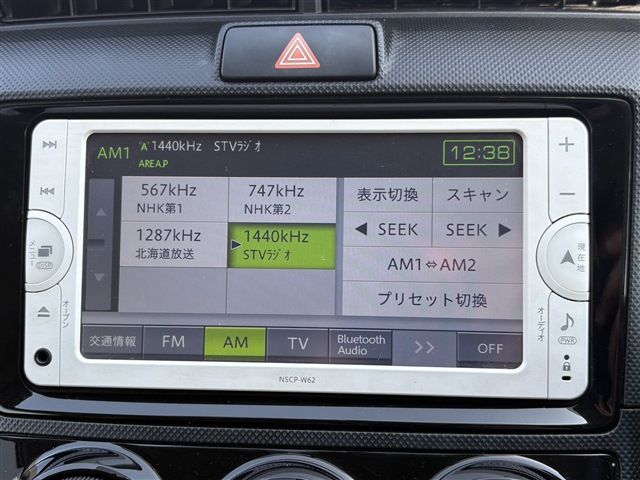 AM1 A 1440kHz STVﾗｼﾞｵ
AREA.P
12:38
567kHz
NHK第1
747kHz
NHK第2
1287kHz
北海道放送
1440kHz
STVﾗｼﾞｵ
表示切換
スキャン
◀ SEEK
SEEK ▶
AM1⇔AM2
プリセット切換
交通情報
FM
AM
TV
Bluetooth
Audio
>>
OFF
メニュー
DISP
オープン
＋
－
現在地
オーディオ
PWR
NSCP-W62